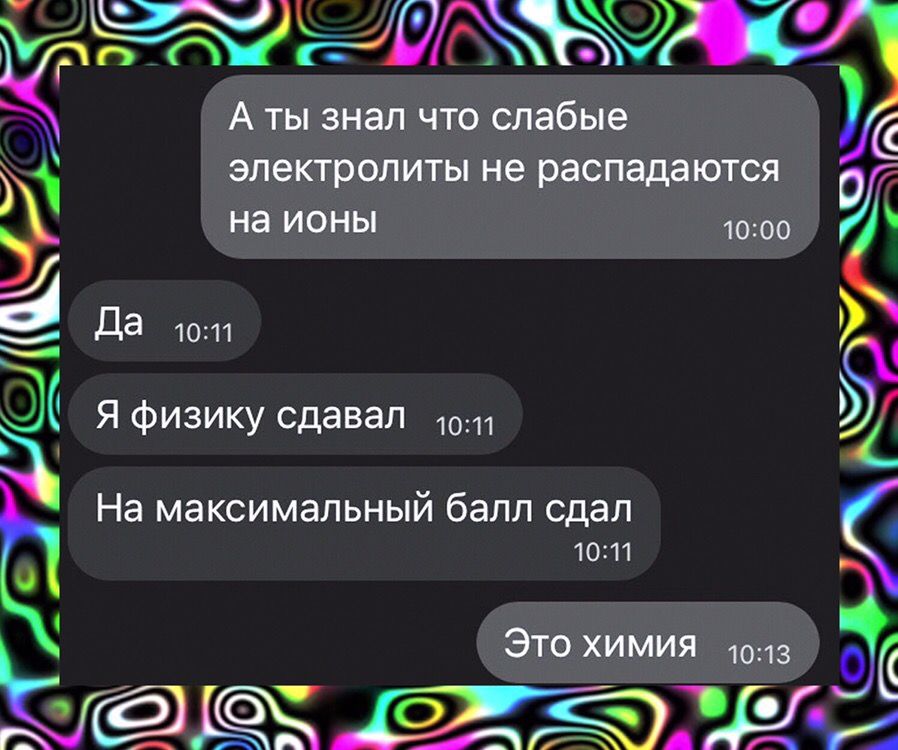 А ты знал что слабые
электролиты не распадаются
на ионы
10:00
Да 10:11
Я физику сдавал 10:11
На максимальный балл сдал
10:11
Это химия 10:13